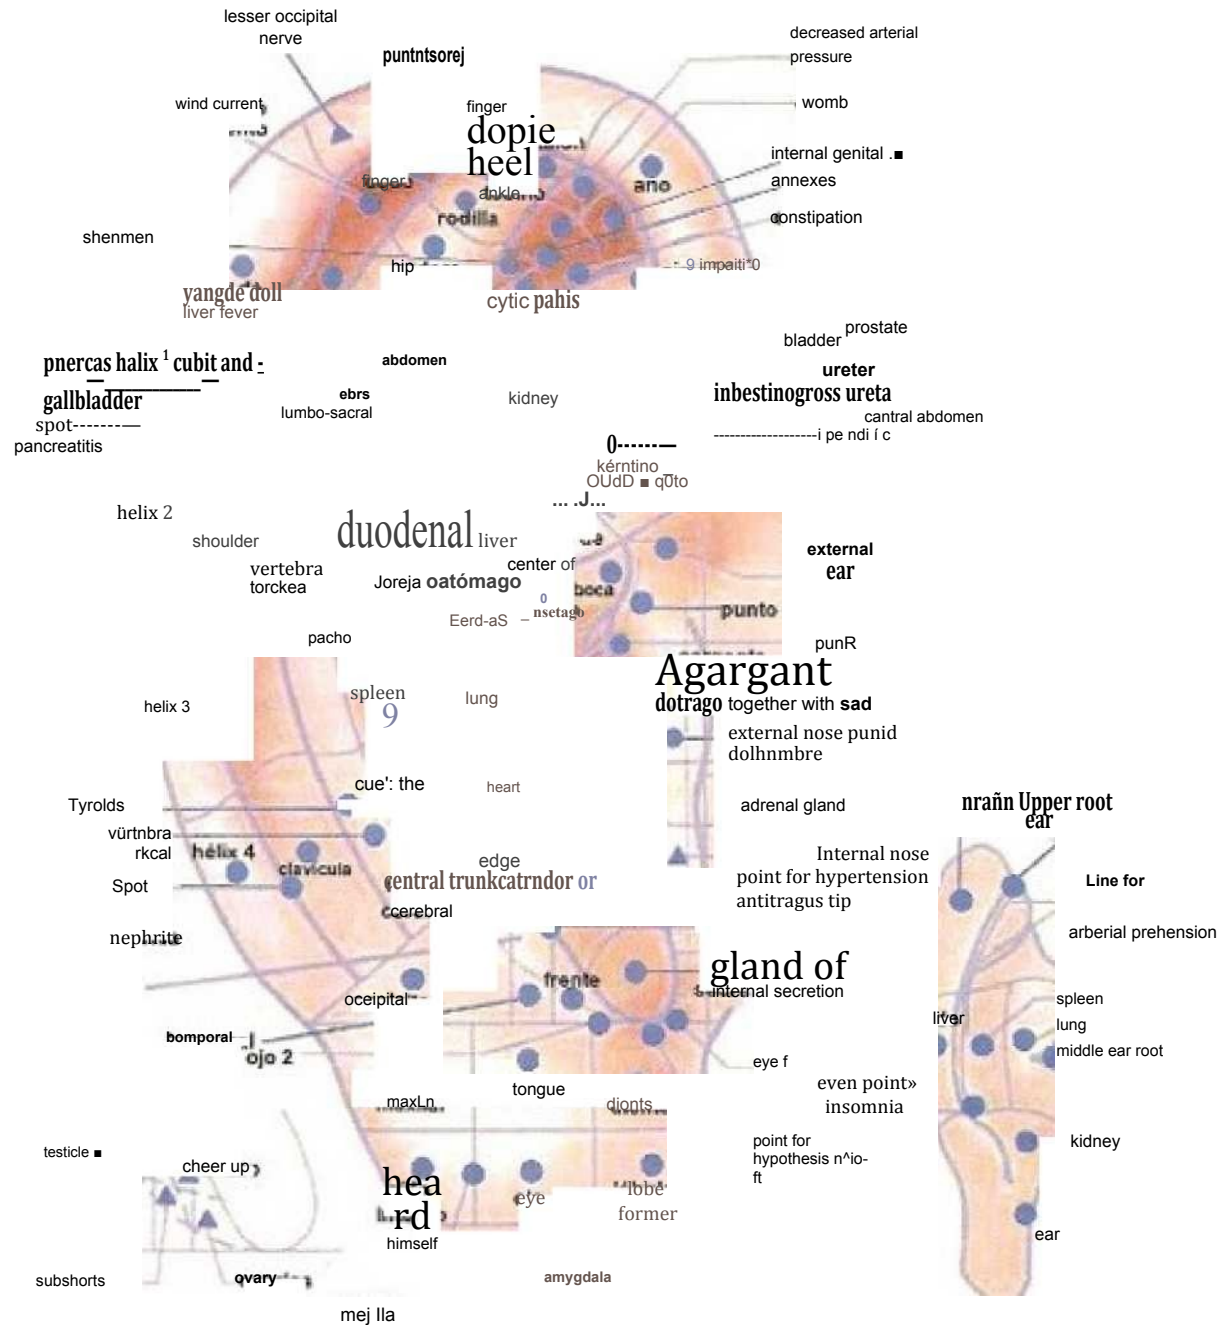 lesser occipital
nerve
puntntsorej
decreased arterial
pressure
wind current
finger
womb
dopie
heel
internal genital .■
finger
ankle
ano
annexes
rodilla
constipation
shenmen
hip
9 impaiti*0
yangde doll
liver fever
cytic pahis
prostate
bladder
pnercas halix ¹ cubit and -
abdomen
ureter
gallbladder
ebrs
kidney
inbestinogross ureta
lumbo-sacral
cantral abdomen
spot-------—
------------------i pe ndi í c
pancreatitis
0------—
kérntino _
OUdD ■ q0to
... .J...
helix 2
duodenal liver
shoulder
external
ear
vertebra
torckea
center of
Joreja oatómago
boca
0
nsetago
punto
Eerd-aS –
pacho
punR
Agargant
spleen
9
lung
dotrago together with sad
helix 3
external nose punid
dolhnmbre
cue': the
heart
Tyrolds
adrenal gland
nrañn Upper root
ear
vürtnbra
rkcal
hélix 4
clavicula
edge
Internal nose
Spot
central trunkcatrndor or
point for hypertension
antitragus tip
Line for
cerebral
nephrite
arberial prehension
frente
gland of
internal secretion
oceipital
spleen
liver
lung
bomporal
ojo 2
eye f
middle ear root
tongue
even point»
insomnia
maxLn
dionts
testicle ■
cheer up
point for
hypothesis n^io-
ft
kidney
hea
rd
eye
lobe
former
himself
ear
subshorts
ovary
amygdala
mej Ila